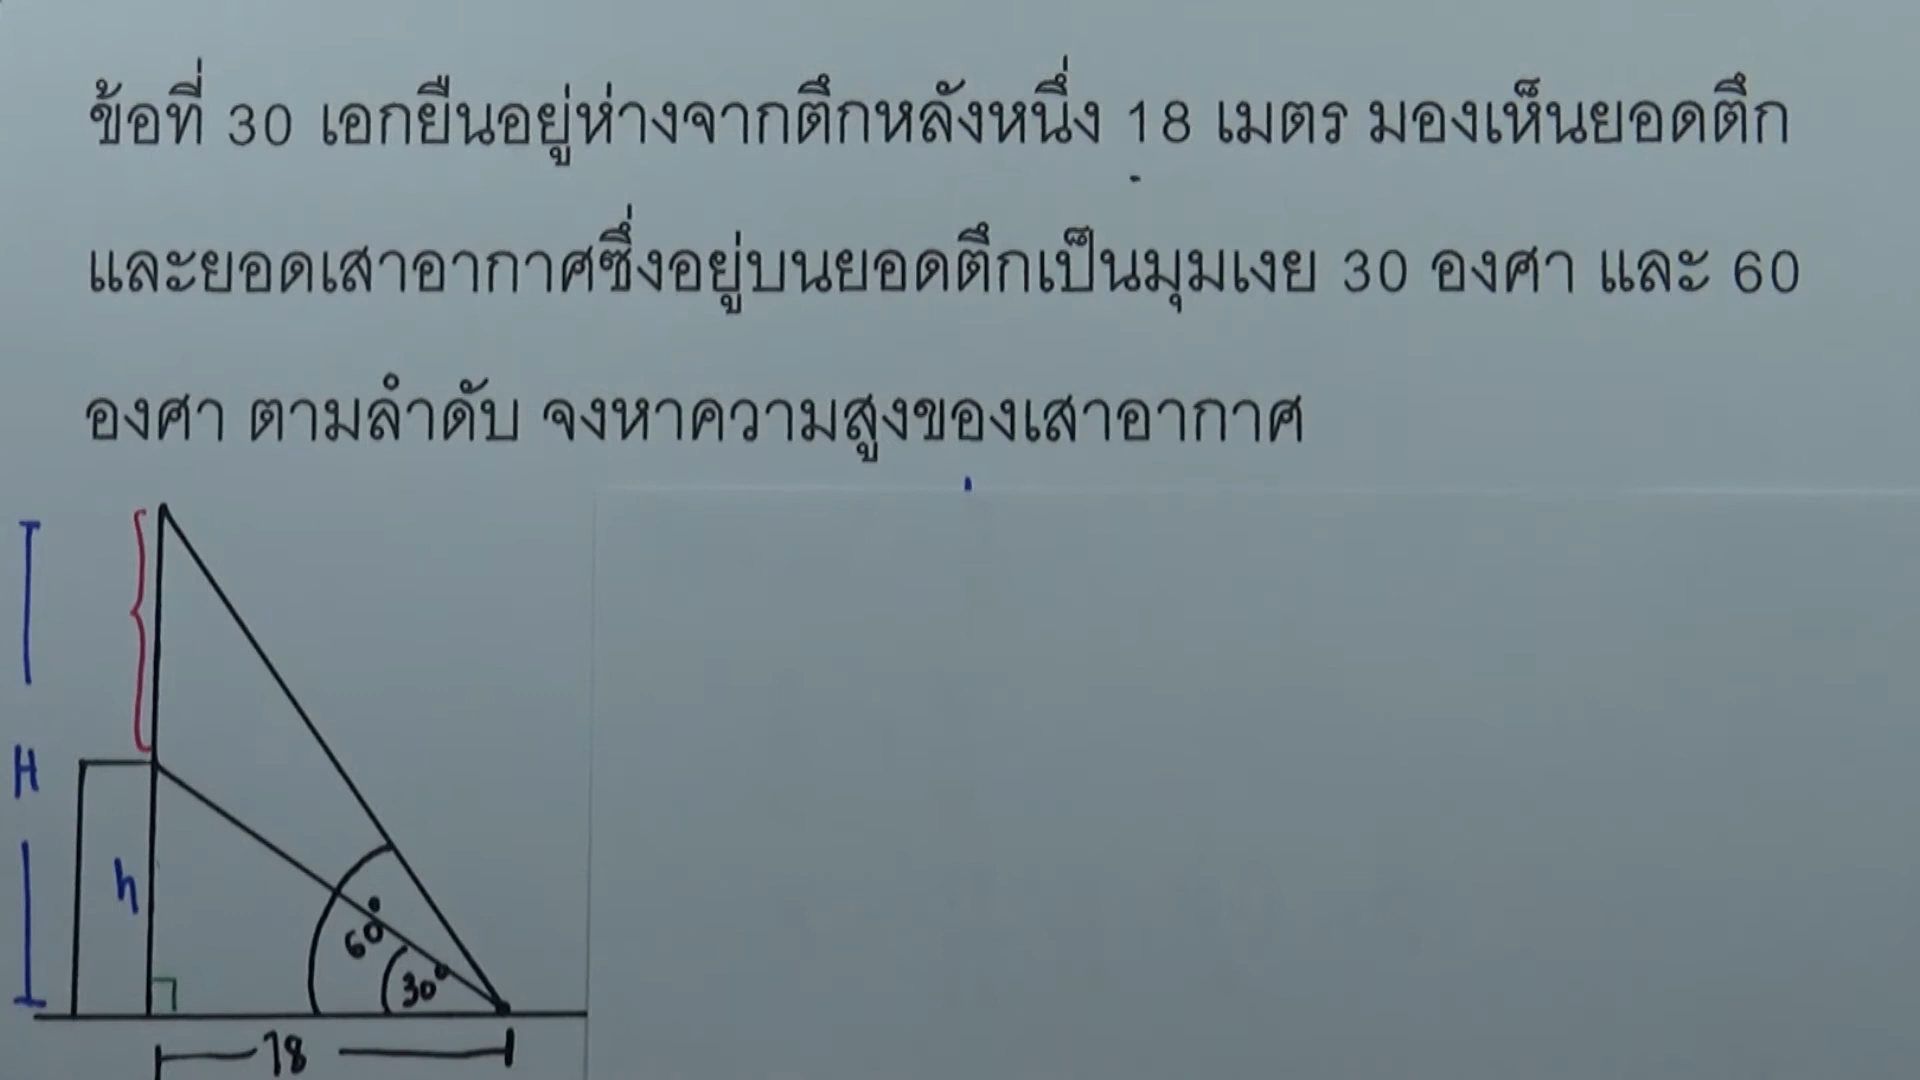 ข้อที่ 30 เอกยืนอยู่ห่างจากตึกหลังหนึ่ง 18 เมตร มองเห็นยอดตึก
และยอดเสาอากาศซึ่งอยู่บนยอดตึกเป็นมุมเงย 30 องศา และ 60
องศา ตามลำดับ จงหาความสูงของเสาอากาศ
H
h
60°
30°
18